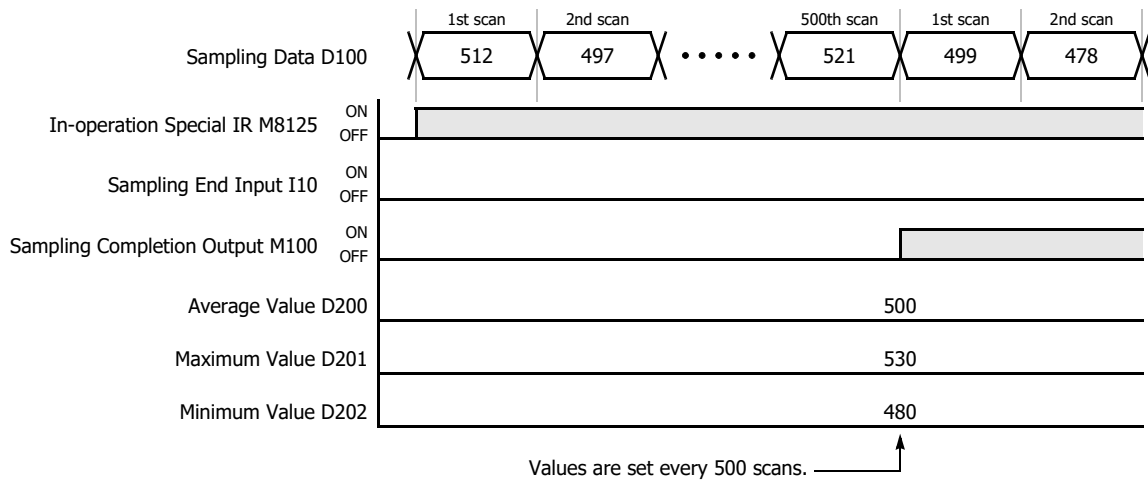 1st scan 2nd scan 500th scan 1st scan 2nd scan
Sampling Data D100 512 497 521 499 478
In-operation Special IR M8125 ON
OFF
Sampling End Input I10 ON
OFF
Sampling Completion Output M100 ON
OFF
Average Value D200 500
Maximum Value D201 530
Minimum Value D202 480
Values are set every 500 scans.